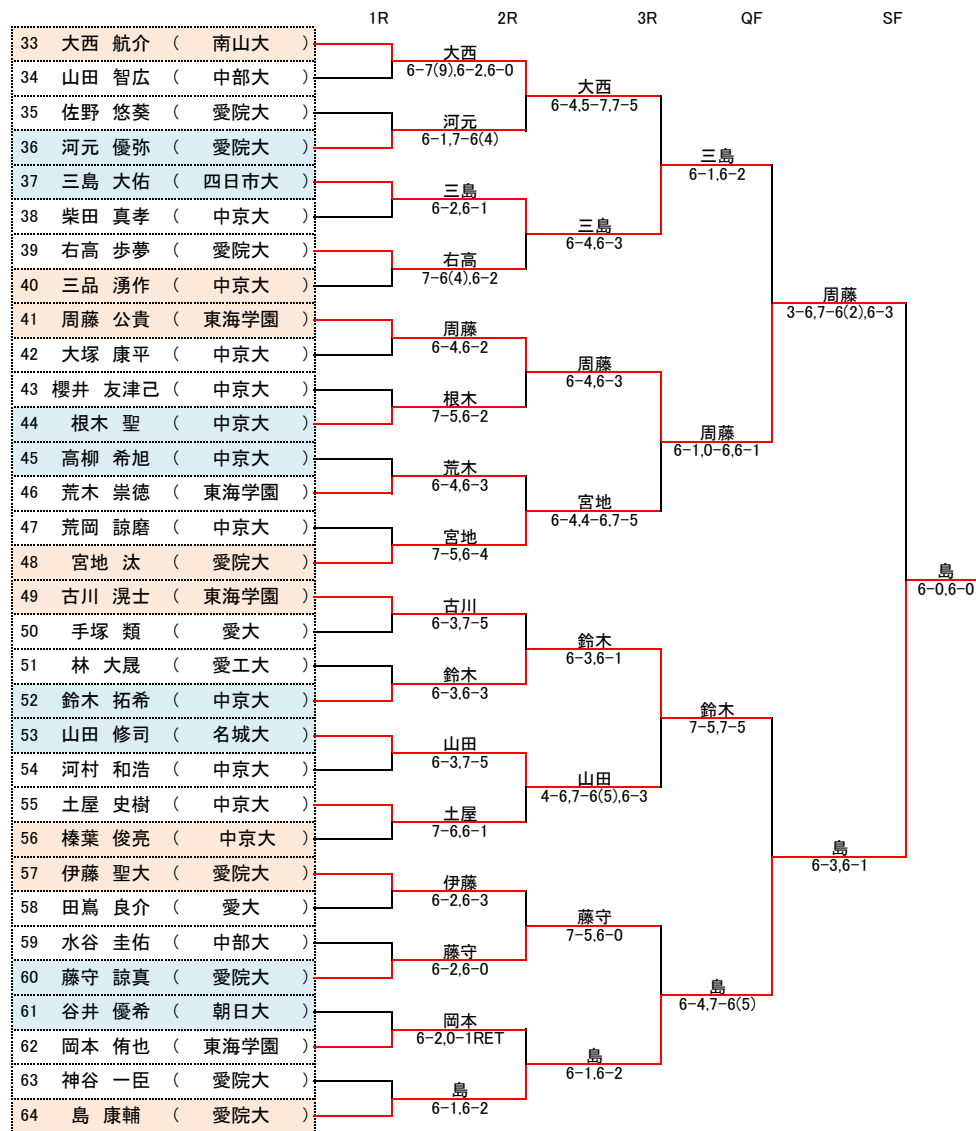 1R 2R 3R QF SF
33 大西 航介 ( 南山大 )
34 山田 智広 ( 中部大 )
35 佐野 悠葵 ( 愛院大 )
36 河元 優弥 ( 愛院大 )
37 三島 大佑 ( 四日市大 )
38 柴田 真孝 ( 中京大 )
39 右高 歩夢 ( 愛院大 )
40 三品 湧作 ( 中京大 )
41 周藤 公貴 ( 東海学園 )
42 大塚 康平 ( 中京大 )
43 櫻井 友津己 ( 中京大 )
44 根木 聖 ( 中京大 )
45 高柳 希旭 ( 中京大 )
46 荒木 崇徳 ( 東海学園 )
47 荒岡 諒磨 ( 中京大 )
48 宮地 汰 ( 愛院大 )
49 古川 滉士 ( 東海学園 )
50 手塚 類 ( 愛大 )
51 林 大晟 ( 愛工大 )
52 鈴木 拓希 ( 中京大 )
53 山田 修司 ( 名城大 )
54 河村 和浩 ( 中京大 )
55 土屋 史樹 ( 中京大 )
56 榛葉 俊亮 ( 中京大 )
57 伊藤 聖大 ( 愛院大 )
58 田嶌 良介 ( 愛大 )
59 水谷 圭佑 ( 中部大 )
60 藤守 諒真 ( 愛院大 )
61 谷井 優希 ( 朝日大 )
62 岡本 侑也 ( 東海学園 )
63 神谷 一臣 ( 愛院大 )
64 島 康輔 ( 愛院大 )
大西
6-7(9),6-2,6-0
河元
6-1,7-6(4)
三島
6-2,6-1
右高
7-6(4),6-2
周藤
6-4,6-2
根木
7-5,6-2
荒木
6-4,6-3
宮地
7-5,6-4
古川
6-3,7-5
鈴木
6-3,6-3
山田
6-3,7-5
土屋
7-6,6-1
伊藤
6-2,6-3
藤守
6-2,6-0
岡本
6-2,0-1RET
島
6-1,6-2
大西
6-4,5-7,7-5
三島
6-4,6-3
周藤
6-4,6-3
宮地
6-4,4-6,7-5
鈴木
6-3,6-1
山田
4-6,7-6(5),6-3
藤守
7-5,6-0
島
6-1,6-2
三島
6-1,6-2
周藤
6-1,0-6,6-1
鈴木
7-5,7-5
島
6-4,7-6(5)
周藤
3-6,7-6(2),6-3
島
6-3,6-1
島
6-0,6-0